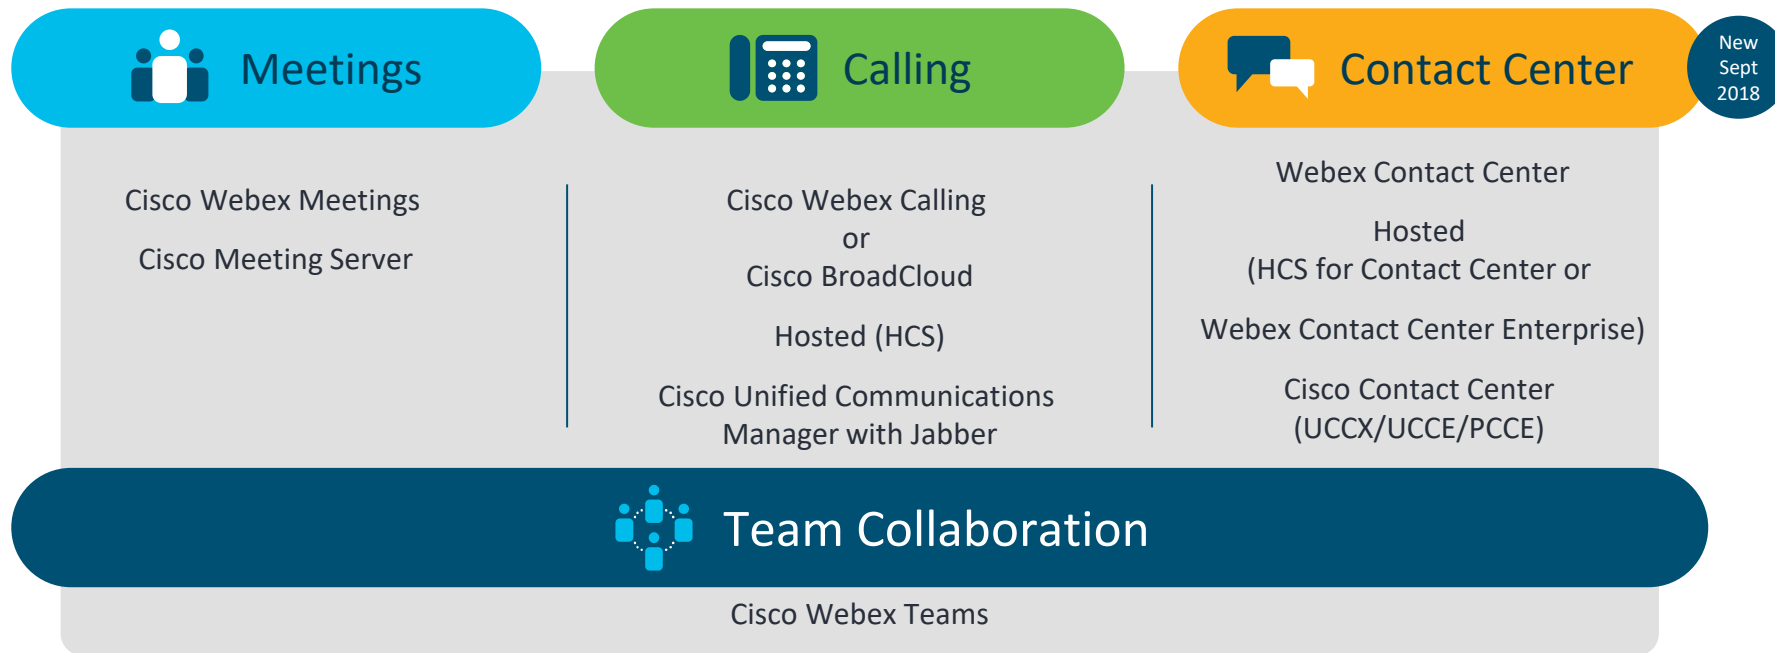 Meetings
Calling
Contact Center
New
Sept
2018
Cisco Webex Meetings
Cisco Meeting Server
Cisco Webex Calling
or
Cisco BroadCloud
Hosted (HCS)
Cisco Unified Communications
Manager with Jabber
Webex Contact Center
Hosted
(HCS for Contact Center or
Webex Contact Center Enterprise)
Cisco Contact Center
(UCCX/UCCE/PCCE)
Team Collaboration
Cisco Webex Teams